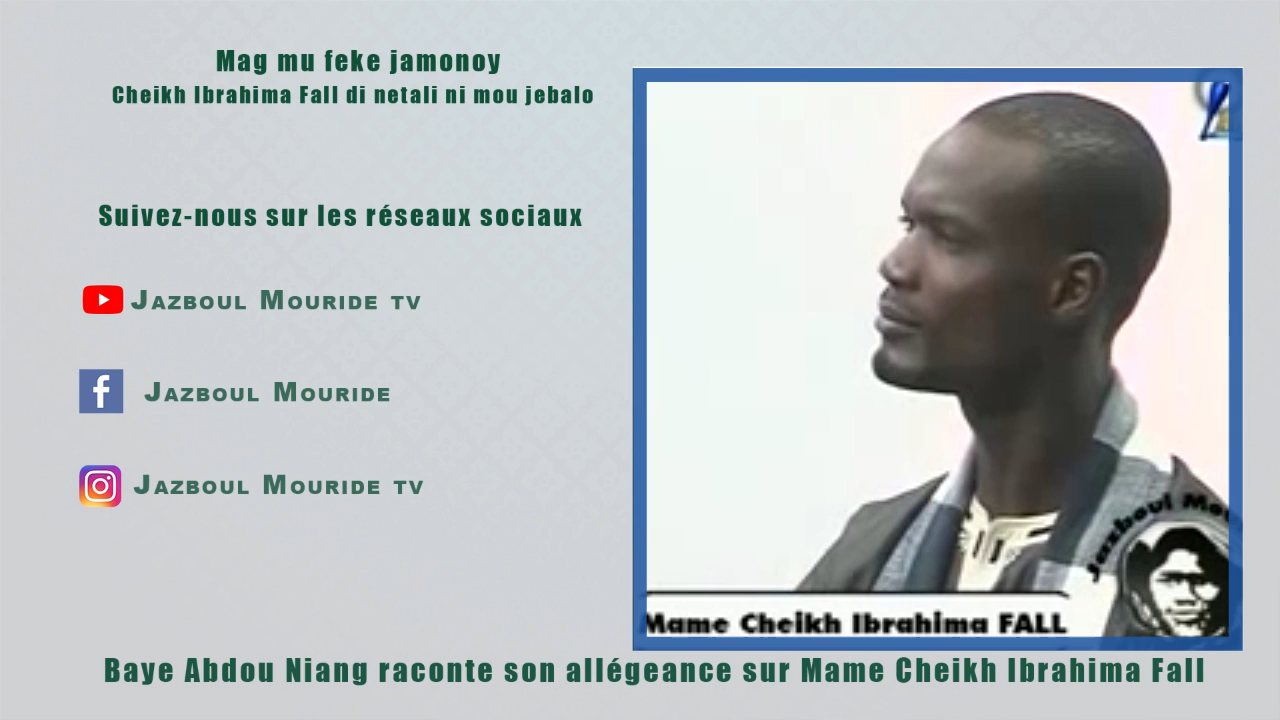 Mag mu feke jamonoy
Cheikh Ibrahima Fall di netali ni mou jebalo
Suivez-nous sur les réseaux sociaux
Jazboul Mouride tv
Jazboul Mouride
Jazboul Mouride tv
Jazboul Mou
Mame Cheikh Ibrahima FALL
Baye Abdou Niang raconte son allégeance sur Mame Cheikh Ibrahima Fall